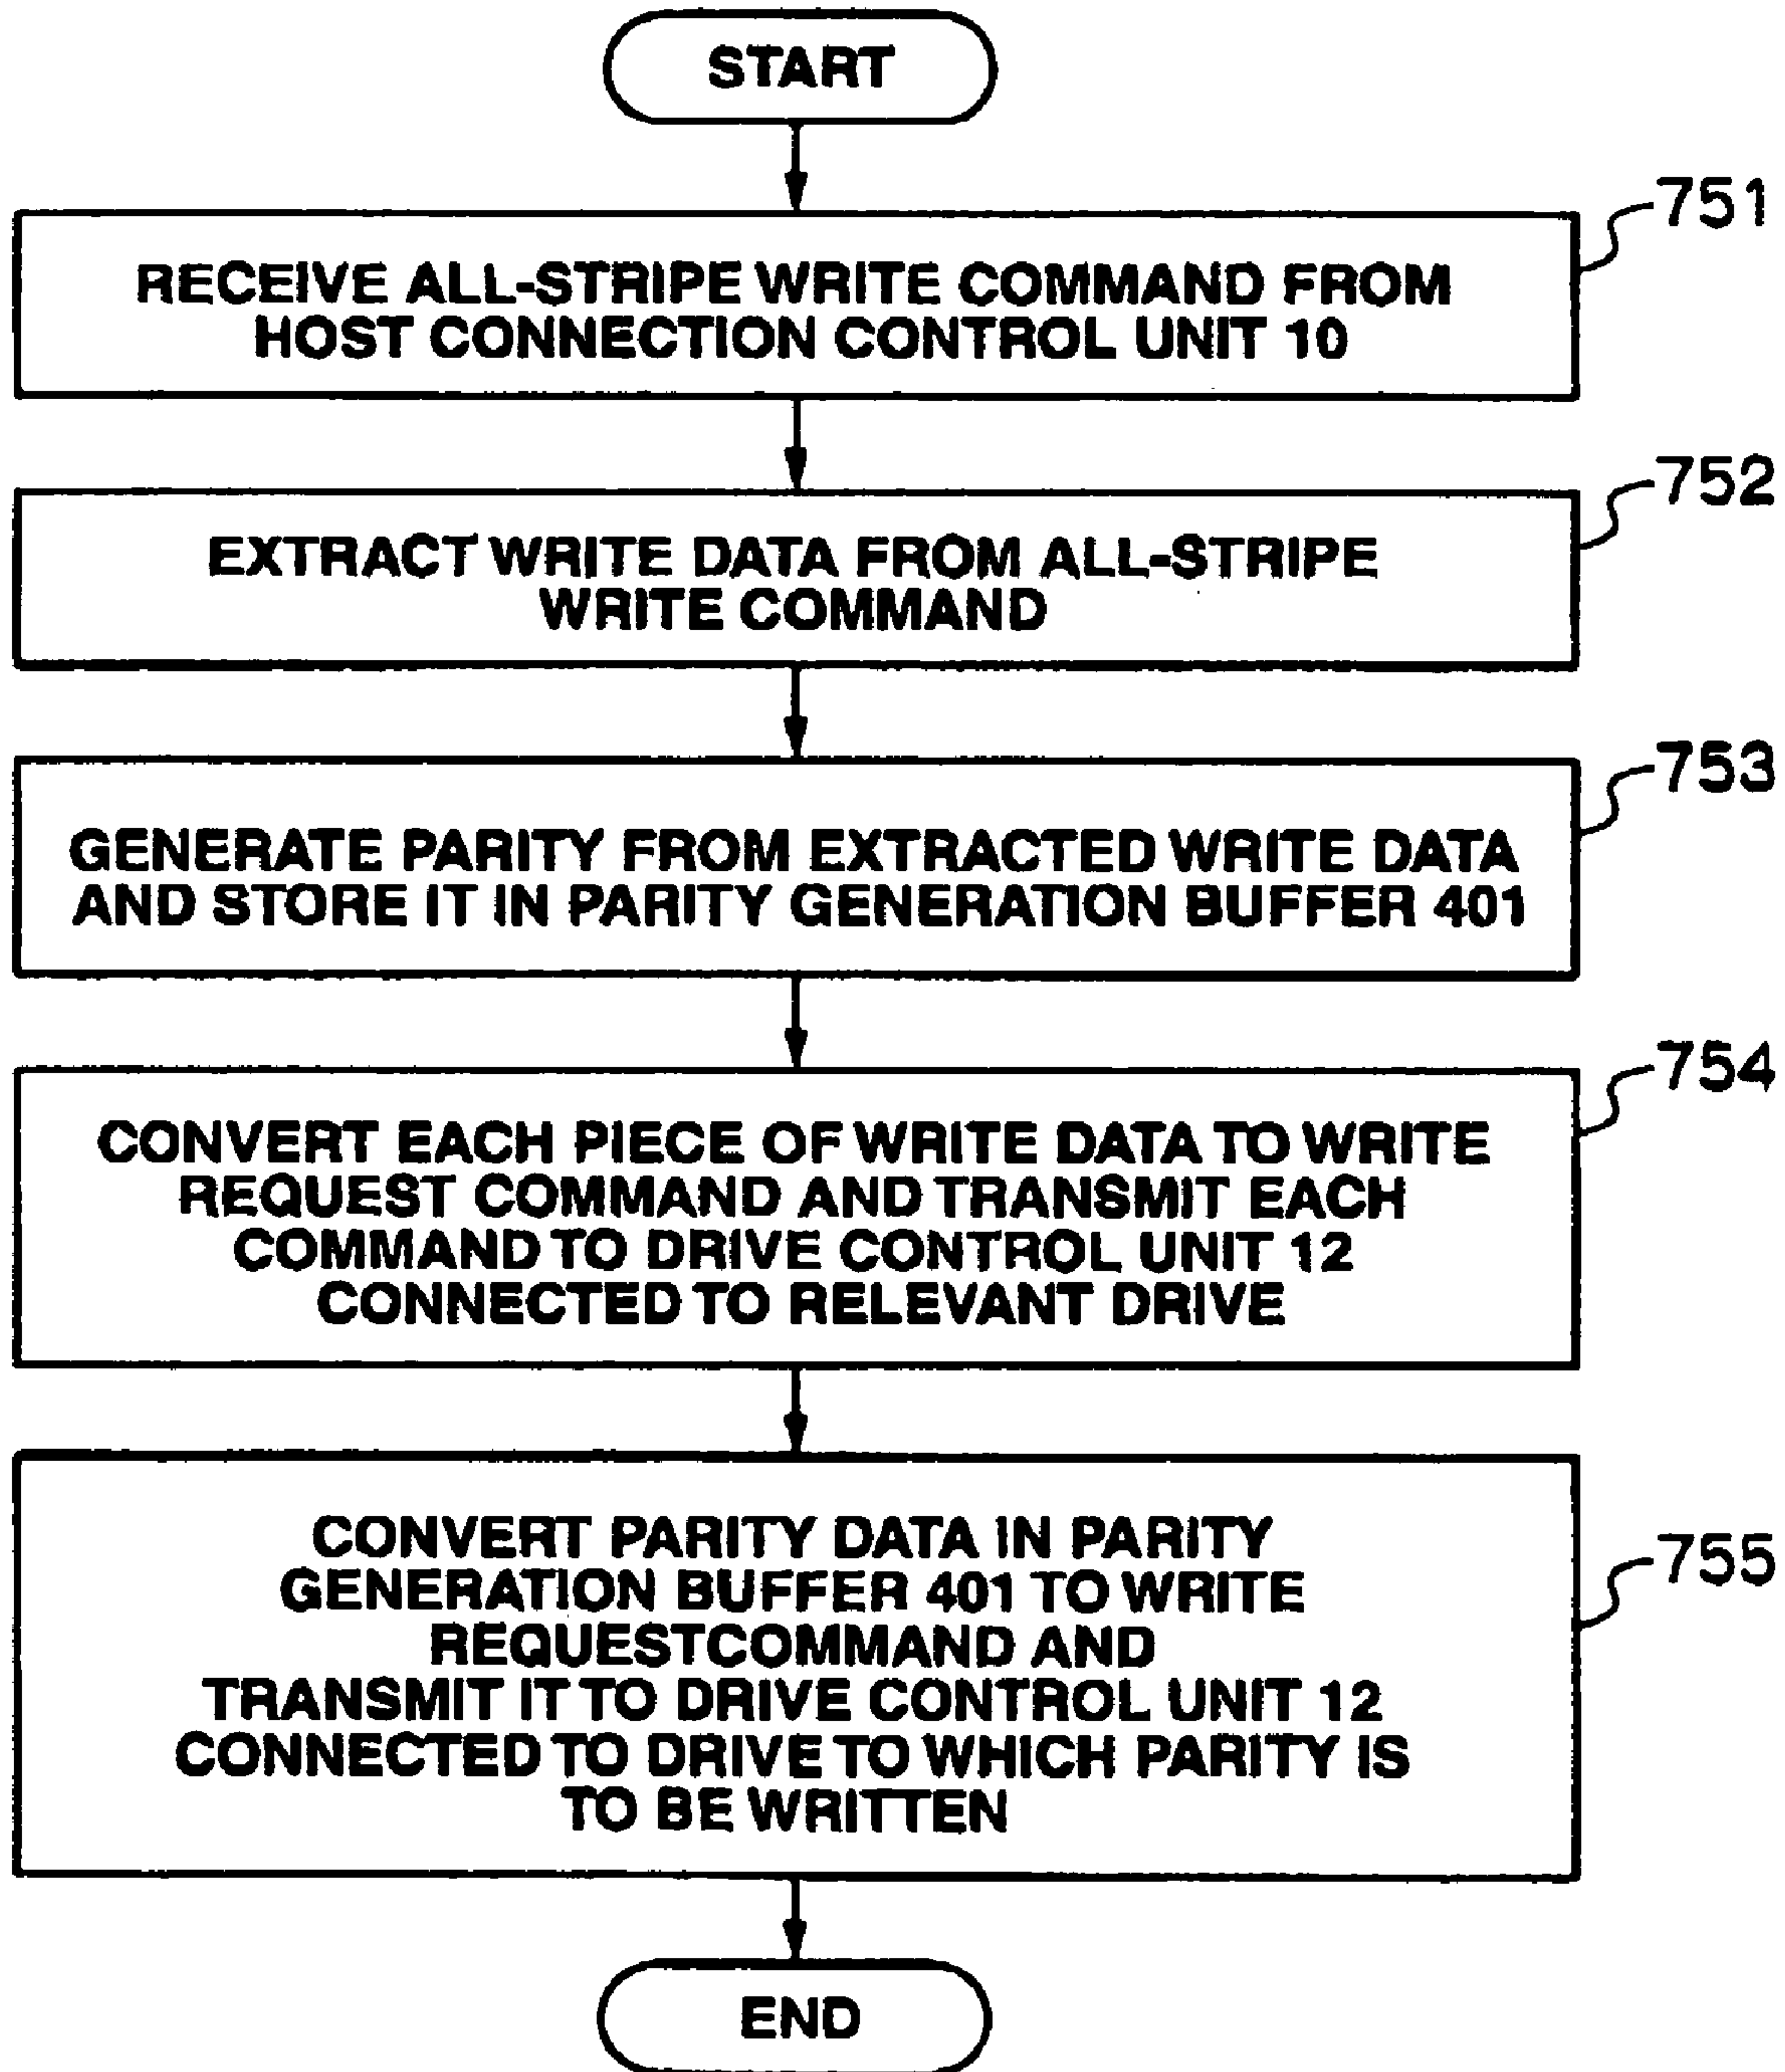 START
751
RECEIVE ALL-STRIPE WRITE COMMAND FROM
HOST CONNECTION CONTROL UNIT 10
752
EXTRACT WRITE DATA FROM ALL-STRIPE
WRITE COMMAND
753
GENERATE PARITY FROM EXTRACTED WRITE DATA
AND STORE IT IN PARITY GENERATION BUFFER 401
754
CONVERT EACH PIECE OF WRITE DATA TO WRITE
REQUEST COMMAND AND TRANSMIT EACH
COMMAND TO DRIVE CONTROL UNIT 12
CONNECTED TO RELEVANT DRIVE
755
CONVERT PARITY DATA IN PARITY
GENERATION BUFFER 401 TO WRITE
REQUESTCOMMAND AND
TRANSMIT IT TO DRIVE CONTROL UNIT 12
CONNECTED TO DRIVE TO WHICH PARITY IS
TO BE WRITTEN
END